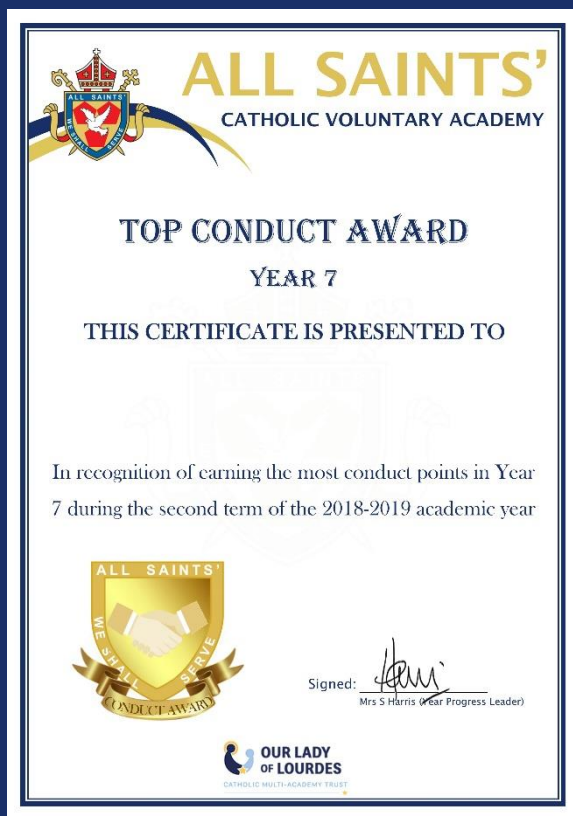 ALL SAINTS'
CATHOLIC VOLUNTARY ACADEMY
ALL SAINTS'
WE SHALL SERVE
TOP CONDUCT AWARD
YEAR 7
THIS CERTIFICATE IS PRESENTED TO
In recognition of earning the most conduct points in Year
7 during the second term of the 2018-2019 academic year
ALL SAINTS'
WE SHALL SERVE
CONDUCT AWARD
Signed:
Mrs S Harris (Year Progress Leader)
OUR LADY
OF LOURDES
CATHOLIC MULTI-ACADEMY TRUST